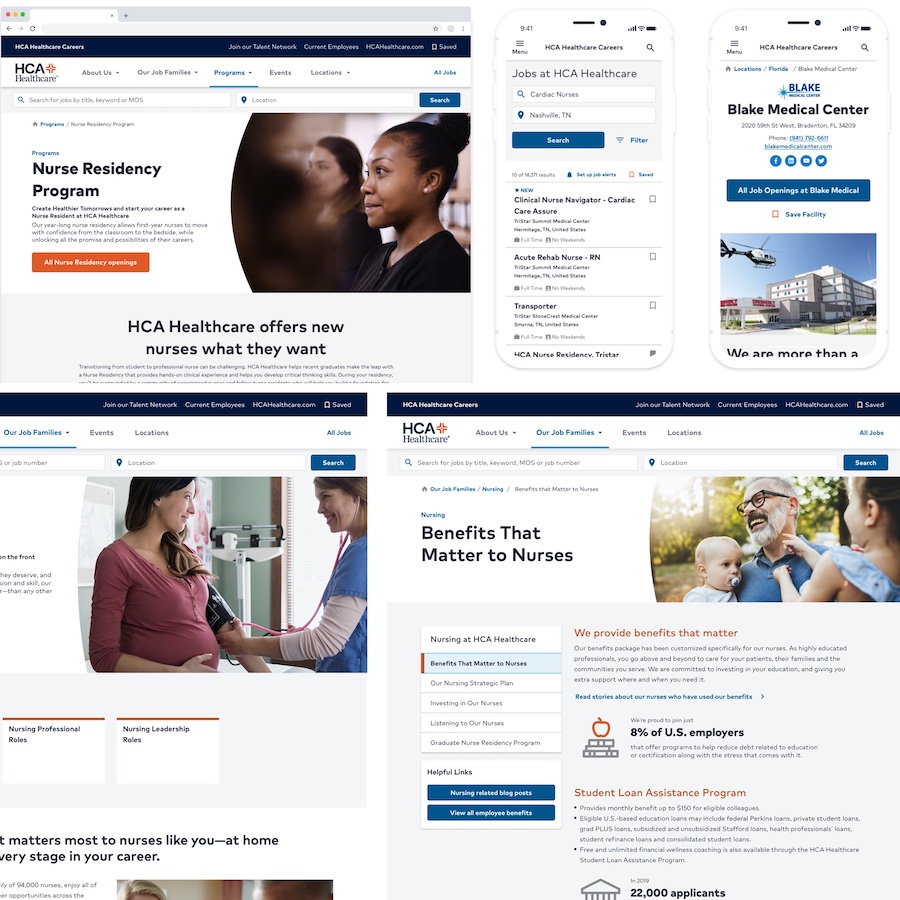 HCA Healthcare Careers
Join our Talent Network Current Employees HCAHealthcare.com Saved
HCA
Healthcare
About Us Our Job Families Programs Events Locations All Jobs
Search for jobs by title, keyword or MOS Location Search
Programs / Nurse Residency Program
Programs
Nurse Residency
Program
Create Healthier Tomorrows and start your career as a
Nurse Resident at HCA Healthcare
Our year-long nurse residency allows first-year nurses to move
with confidence from the classroom to the bedside, while
unlocking all the promise and possibilities of their careers.
All Nurse Residency openings
HCA Healthcare offers new
nurses what they want
Transitioning from student to professional nurse can be challenging. HCA Healthcare helps recent graduates make the leap with
a Nurse Residency that provides hands-on clinical experience and helps you develop critical thinking skills. During your residency,
9:41
Menu
HCA Healthcare Careers
Jobs at HCA Healthcare
Cardiac Nurses
Nashville, TN
Search Filter
10 of 14,371 results Set up job alerts Saved
NEW
Clinical Nurse Navigator - Cardiac
Care Assure
TriStar Summit Medical Center
Hermitage, TN, United States
Full Time No Weekends
Acute Rehab Nurse - RN
TriStar Summit Medical Center
Hermitage, TN, United States
Full Time No Weekends
Transporter
TriStar StoneCrest Medical Center
Smyrna, TN, United States
Full Time No Weekends
HCA Nurse Residency, Tristar
9:41
Menu
HCA Healthcare Careers
Locations / Florida / Blake Medical Center
BLAKE
MEDICAL CENTER
Blake Medical Center
2020 59th St West, Bradenton, FL 34209
Phone: (941) 792-6611
blakemedicalcenter.com
All Job Openings at Blake Medical
Save Facility
We are more than a
Join our Talent Network Current Employees HCAHealthcare.com Saved
Our Job Families Events Locations All Jobs
S or job number Location Search
on the front
they deserve, and
sion and skill, our
r—than any other
Nursing Professional
Roles
Nursing Leadership
Roles
t matters most to nurses like you—at home
very stage in your career.
ily of 94,000 nurses, enjoy all of
er opportunities across the
HCA Healthcare Careers
Join our Talent Network Current Employees HCAHealthcare.com Saved
HCA
Healthcare
About Us Our Job Families Events Locations All Jobs
Search for jobs by title, keyword, MOS or job number Location Search
Our Job Families / Nursing / Benefits that Matter to Nurses
Nursing
Benefits That
Matter to Nurses
Nursing at HCA Healthcare
Benefits That Matter to Nurses
Our Nursing Strategic Plan
Investing in Our Nurses
Listening to Our Nurses
Graduate Nurse Residency Program
Helpful Links
Nursing related blog posts
View all employee benefits
We provide benefits that matter
Our benefits package has been customized specifically for our nurses. As highly educated
professionals, you go above and beyond to care for your patients, their families and the
communities you serve. We are committed to investing in your education, and giving you
extra support where and when you need it.
Read stories about our nurses who have used our benefits
We're proud to join just
8% of U.S. employers
that offer programs to help reduce debt related to education
or certification along with the stress that comes with it.
Student Loan Assistance Program
• Provides monthly benefit up to $150 for eligible colleagues.
• Eligible U.S.-based education loans may include federal Perkins loans, private student loans,
grad PLUS loans, subsidized and unsubsidized Stafford loans, health professionals' loans,
student refinance loans and consolidated student loans.
• Free and unlimited financial wellness coaching is also available through the HCA Healthcare
Student Loan Assistance Program.
In 2019
22,000 applicants